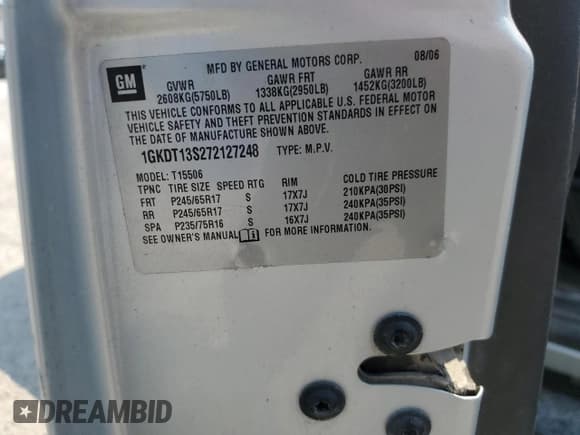 GM
MFD BY GENERAL MOTORS CORP. 08/06
GVWR GAWR FRT GAWR RR
2608KG(5750LB) 1338KG(2950LB) 1452KG(3200LB)
THIS VEHICLE CONFORMS TO ALL APPLICABLE U.S. FEDERAL MOTOR
VEHICLE SAFETY AND THEFT PREVENTION STANDARDS IN EFFECT ON
THE DATE OF MANUFACTURE SHOWN ABOVE.
1GKDT13S272127248 TYPE: M.P.V.
MODEL: T15506
TPNC TIRE SIZE SPEED RTG RIM COLD TIRE PRESSURE
FRT P245/65R17 S 17X7J 210KPA(30PSI)
RR P245/65R17 S 17X7J 240KPA(35PSI)
SPA P235/75R16 S 16X7J 240KPA(35PSI)
SEE OWNER'S MANUAL FOR MORE INFORMATION.
DREAMBID